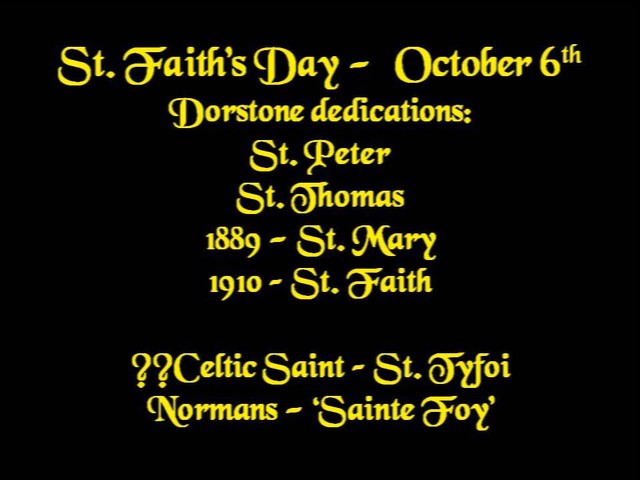 St. Faith's Day - October 6th
Dorstone dedications:
St. Peter
St. Thomas
1889 - St. Mary
1910 - St. Faith
??Celtic Saint - St. Tyfoi
Normans - 'Sainte Foy'